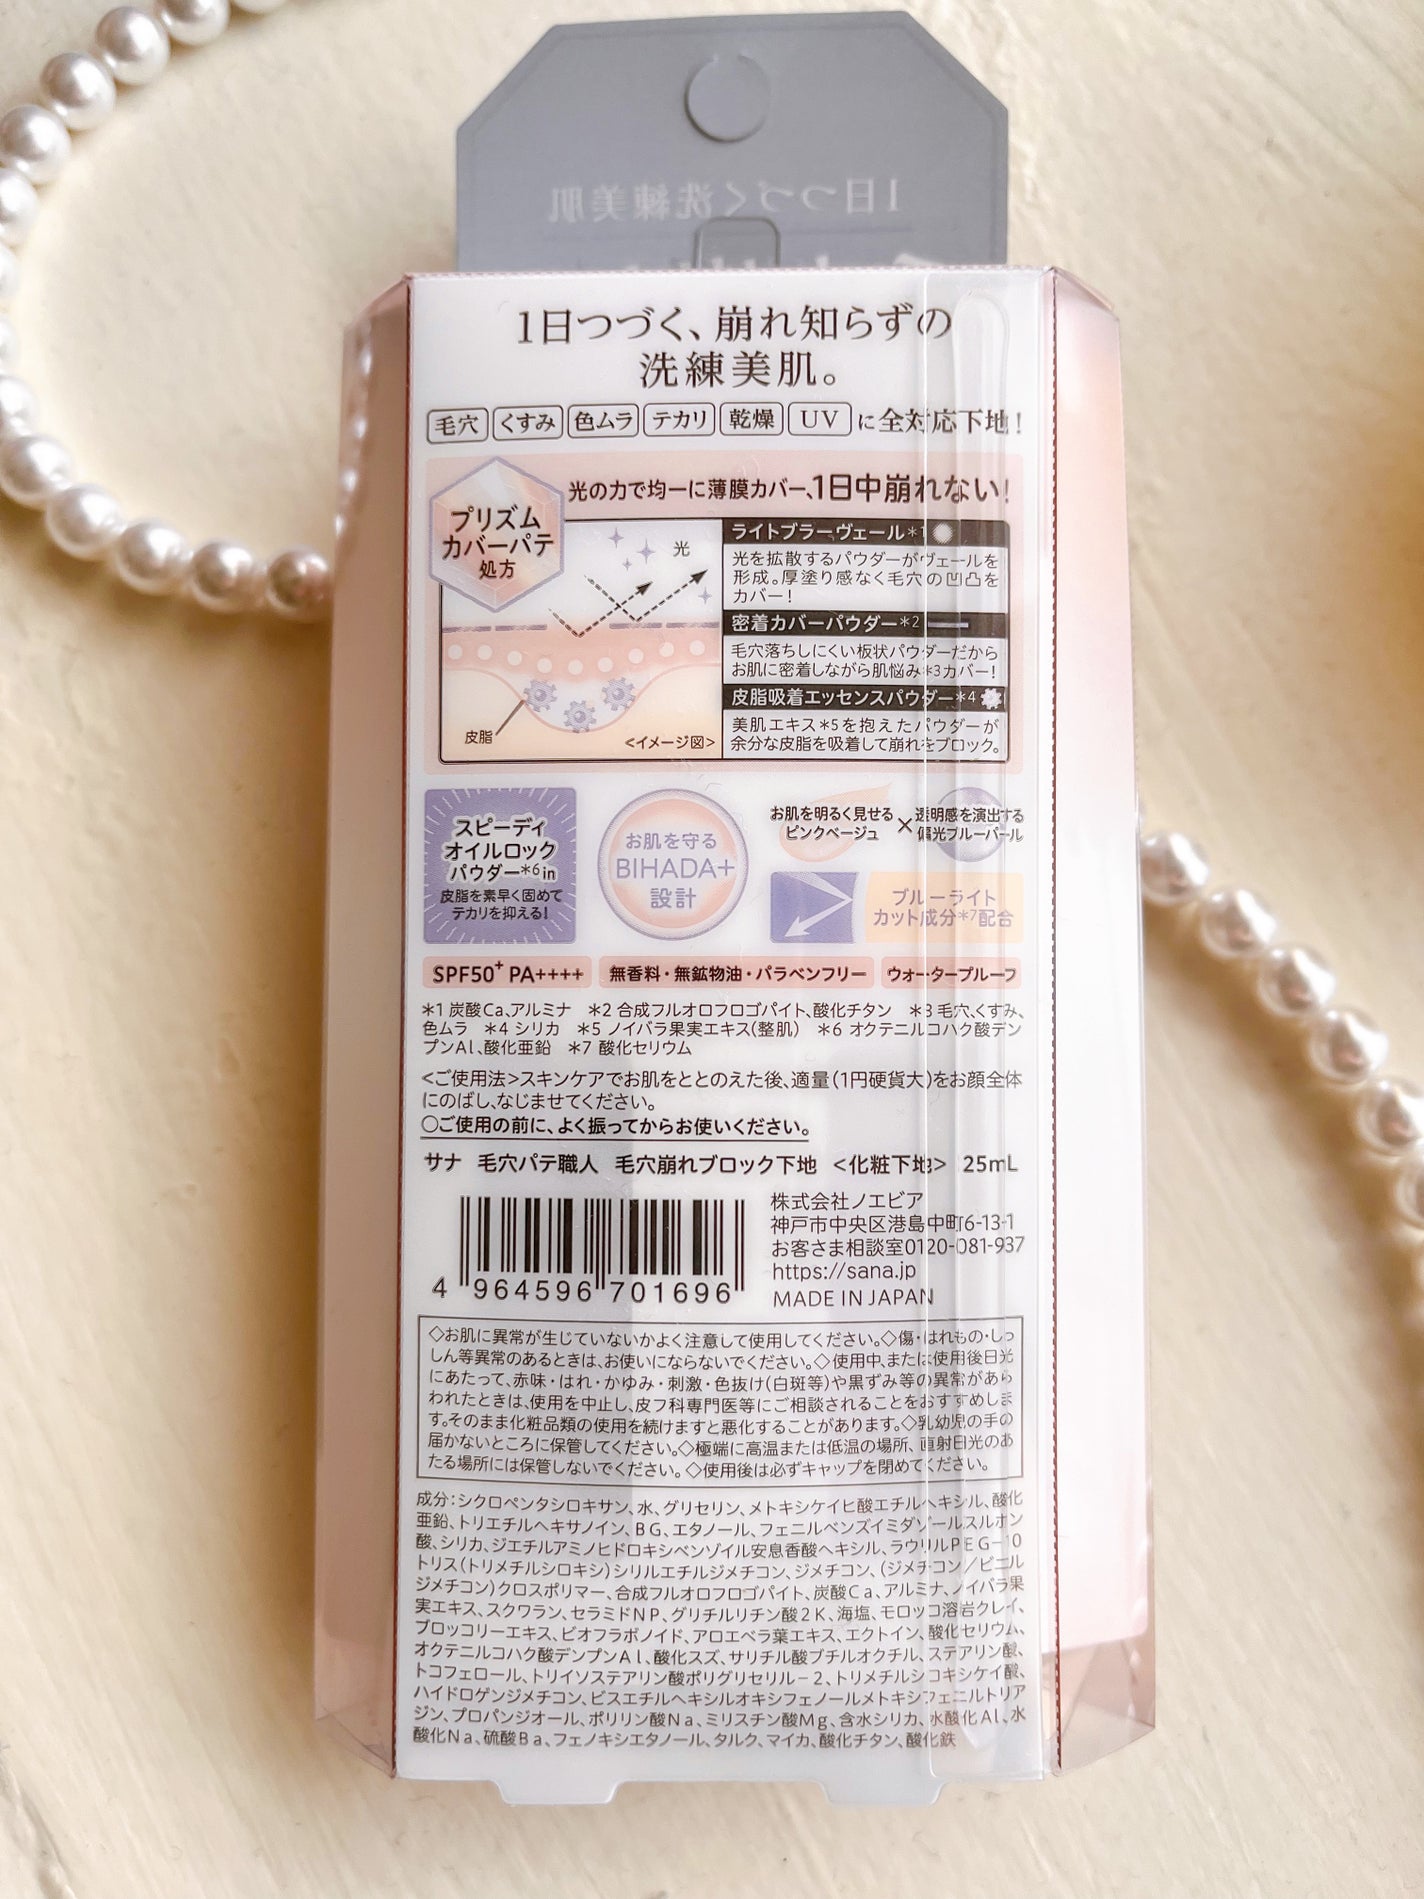 1日つづく洗練美肌
1日つづく、崩れ知らずの
洗練美肌。
毛穴 くすみ 色ムラ テカリ 乾燥 UV に全対応下地!
プリズム
カバーパテ
処方
光の力で均一に薄膜カバー、1日中崩れない!
光
皮脂
<イメージ図>
ライトブラーヴェール*1
光を拡散するパウダーがヴェールを
形成。厚塗り感なく毛穴の凹凸を
カバー!
密着カバーパウダー*2
毛穴落ちしにくい板状パウダーだから
お肌に密着しながら肌悩み*3カバー!
皮脂吸着エッセンスパウダー*4
美肌エキス*5を抱えたパウダーが
余分な皮脂を吸着して崩れをブロック。
スピーディ
オイルロック
パウダー*6in
皮脂を素早く固めて
テカリを抑える!
お肌を守る
BIHADA+
設計
お肌を明るく見せる
ピンクベージュ
×
透明感を演出する
偏光ブルーパール
ブルーライト
カット成分*7配合
SPF50+ PA++++ 無香料・無鉱物油・パラベンフリー ウォータープルーフ
*1 炭酸Ca、アルミナ *2 合成フルオロフロゴパイト、酸化チタン *3 毛穴、くすみ、
色ムラ *4 シリカ *5 ノイバラ果実エキス(整肌) *6 オクテニルコハク酸デン
プンAl、酸化亜鉛 *7 酸化セリウム
<ご使用法>スキンケアでお肌をととのえた後、適量(1円硬貨大)をお顔全体
にのばし、なじませてください。
○ご使用の前に、よく振ってからお使いください。
サナ 毛穴パテ職人 毛穴崩れブロック下地 <化粧下地> 25mL
4 964596 701696
株式会社ノエビア
神戸市中央区港島中町6-13-1
お客さま相談室0120-081-937
https://sana.jp
MADE IN JAPAN
◇お肌に異常が生じていないかよく注意して使用してください。◇傷・はれもの・しっ
しん等異常のあるときは、お使いにならないでください。◇使用中、または使用後日光
にあたって、赤味・はれ・かゆみ・刺激・色抜け(白斑等)や黒ずみ等の異常があら
われたときは、使用を中止し、皮フ科専門医等にご相談されることをおすすめしま
す。そのまま化粧品類の使用を続けますと悪化することがあります。◇乳幼児の手の
届かないところに保管してください。◇極端に高温または低温の場所、直射日光のあ
たる場所には保管しないでください。◇使用後は必ずキャップを閉めてください。
成分:シクロペンタシロキサン、水、グリセリン、メトキシケイヒ酸エチルヘキシル、酸化
亜鉛、トリエチルヘキサノイン、BG、エタノール、フェニルベンズイミダゾールスルホン
酸、シリカ、ジエチルアミノヒドロキシベンゾイル安息香酸ヘキシル、ラウリルPEG-10
トリス(トリメチルシロキシ)シリルエチルジメチコン、ジメチコン、(ジメチコン/ビニル
ジメチコン)クロスポリマー、合成フルオロフロゴパイト、炭酸Ca、アルミナ、ノイバラ果
実エキス、スクワラン、セラミドNP、グリチルリチン酸2K、海塩、モロッコ溶岩クレイ、
ブロッコリーエキス、ビオフラボノイド、アロエベラ葉エキス、エクトイン、酸化セリウム、
オクテニルコハク酸デンプンAl、酸化スズ、サリチル酸ブチルオクチル、ステアリン酸、
トコフェロール、トリイソステアリン酸ポリグリセリル-2、トリメチルシロキシケイ酸、
ハイドロゲンジメチコン、ビスエチルヘキシルオキシフェノールメトキシフェニルトリア
ジン、プロパンジオール、ポリリン酸Na、ミリスチン酸Mg、含水シリカ、水酸化Al、水
酸化Na、硫酸Ba、フェノキシエタノール、タルク、マイカ、酸化チタン、酸化鉄